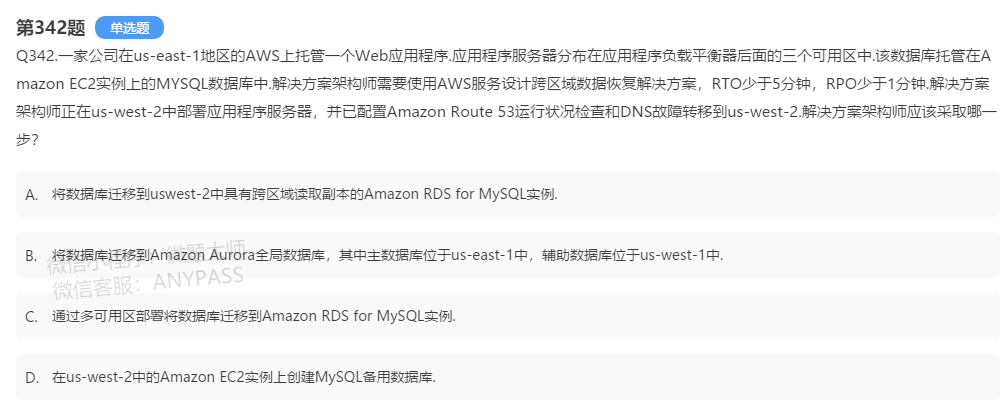 第342题 单选题
Q342.一家公司在us-east-1地区的AWS上托管一个Web应用程序.应用程序服务器分布在应用程序负载平衡器后面的三个可用区中.该数据库托管在A
mazon EC2实例上的MYSQL数据库中.解决方案架构师需要使用AWS服务设计跨区域数据恢复解决方案，RTO少于5分钟，RPO少于1分钟.解决方案
架构师正在us-west-2中部署应用程序服务器，并已配置Amazon Route 53运行状况检查和DNS故障转移到us-west-2.解决方案架构师应该采取哪一
步?
A. 将数据库迁移到uswest-2中具有跨区域读取副本的Amazon RDS for MySQL实例.
B. 将数据库迁移到Amazon Aurora全局数据库，其中主数据库位于us-east-1中，辅助数据库位于us-west-1中.
微信小程序：微题大师
微信客服：ANYPASS
C. 通过多可用区部署将数据库迁移到Amazon RDS for MySQL实例.
D. 在us-west-2中的Amazon EC2实例上创建MySQL备用数据库.